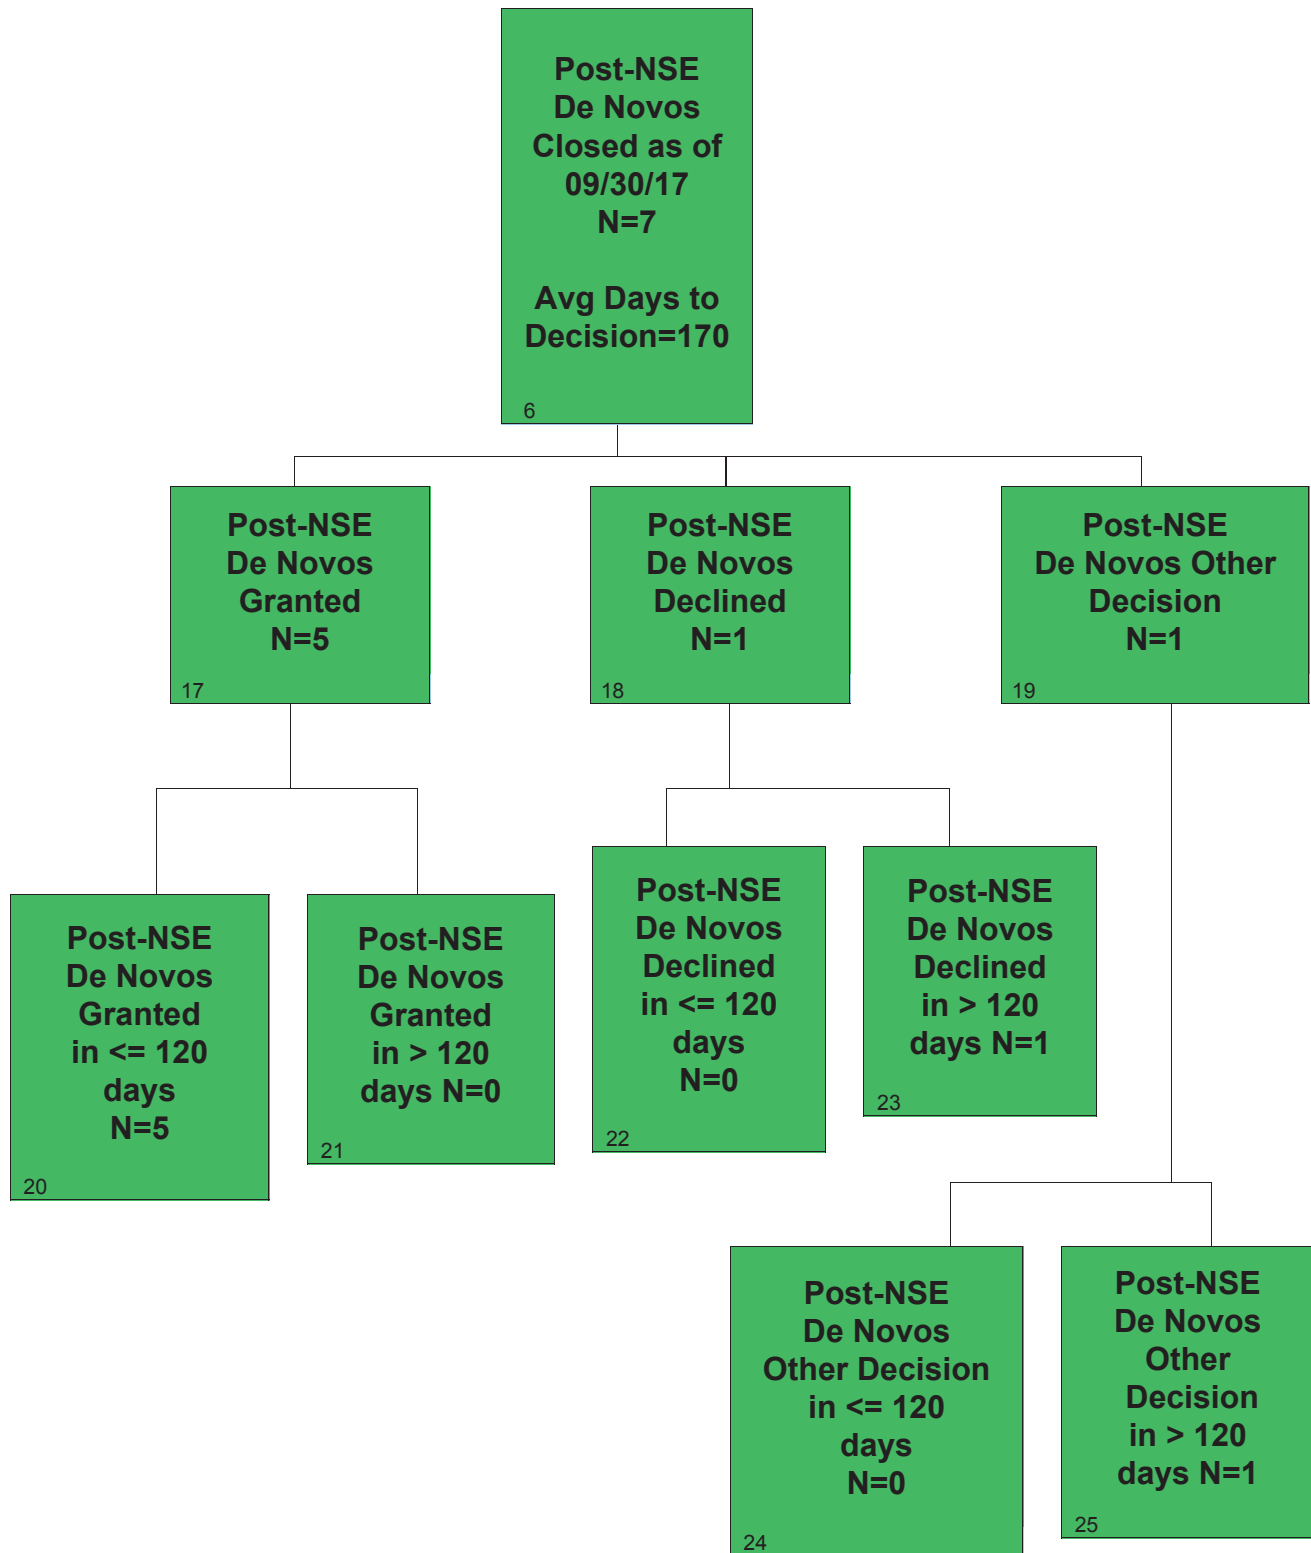 Post-NSE
De Novos
Closed as of
09/30/17
N=7
Avg Days to
Decision=170
6
Post-NSE
De Novos
Granted
N=5
17
Post-NSE
De Novos
Declined
N=1
18
Post-NSE
De Novos Other
Decision
N=1
19
Post-NSE
De Novos
Granted
in <= 120
days
N=5
20
Post-NSE
De Novos
Granted
in > 120
days N=0
21
Post-NSE
De Novos
Declined
in <= 120
days
N=0
22
Post-NSE
De Novos
Declined
in > 120
days N=1
23
Post-NSE
De Novos
Other Decision
in <= 120
days
N=0
24
Post-NSE
De Novos
Other
Decision
in > 120
days N=1
25